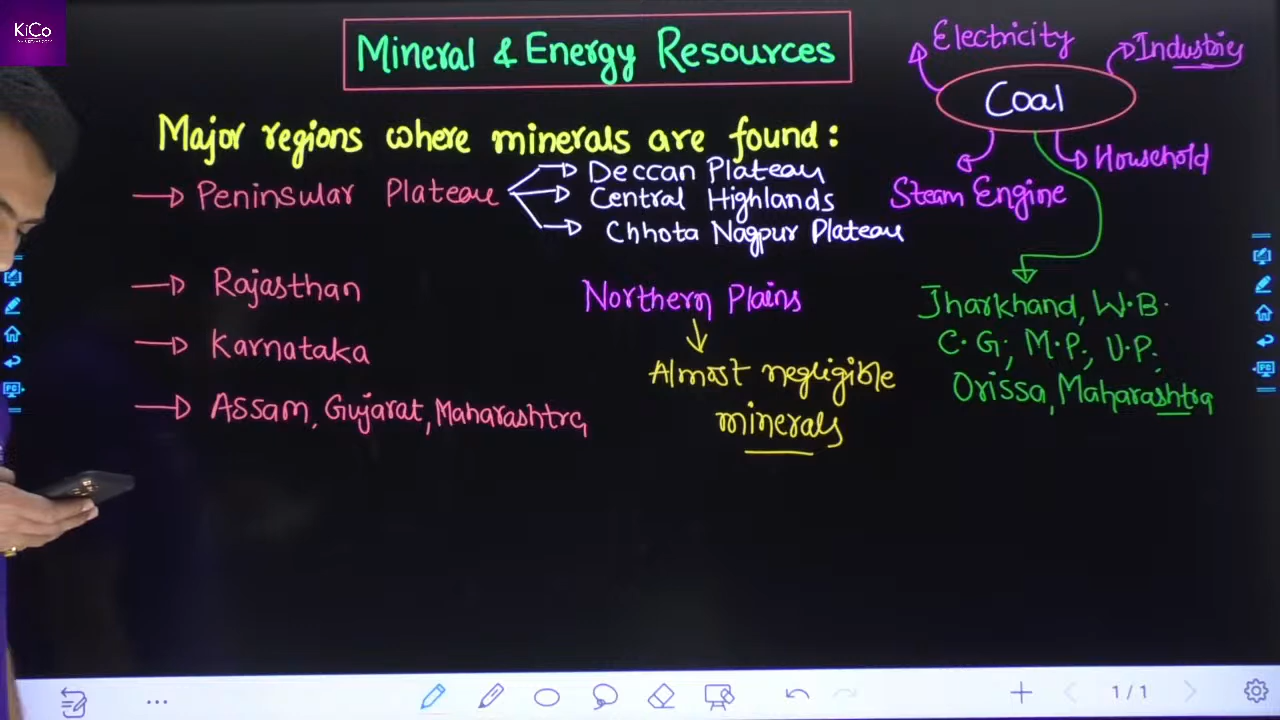 KiCo
Mineral & Energy Resources
Major regions where minerals are found:
Peninsular Plateau
Deccan Plateau
Central Highlands
Chhota Nagpur Plateau
Rajasthan
Karnataka
Assam, Gujarat, Maharashtra
Northern Plains
Almost negligible
minerals
Coal
Electricity
Industries
Household
Steam Engine
Jharkhand, W.B.
C.G., M.P., U.P.
Orissa, Maharashtra
1/1